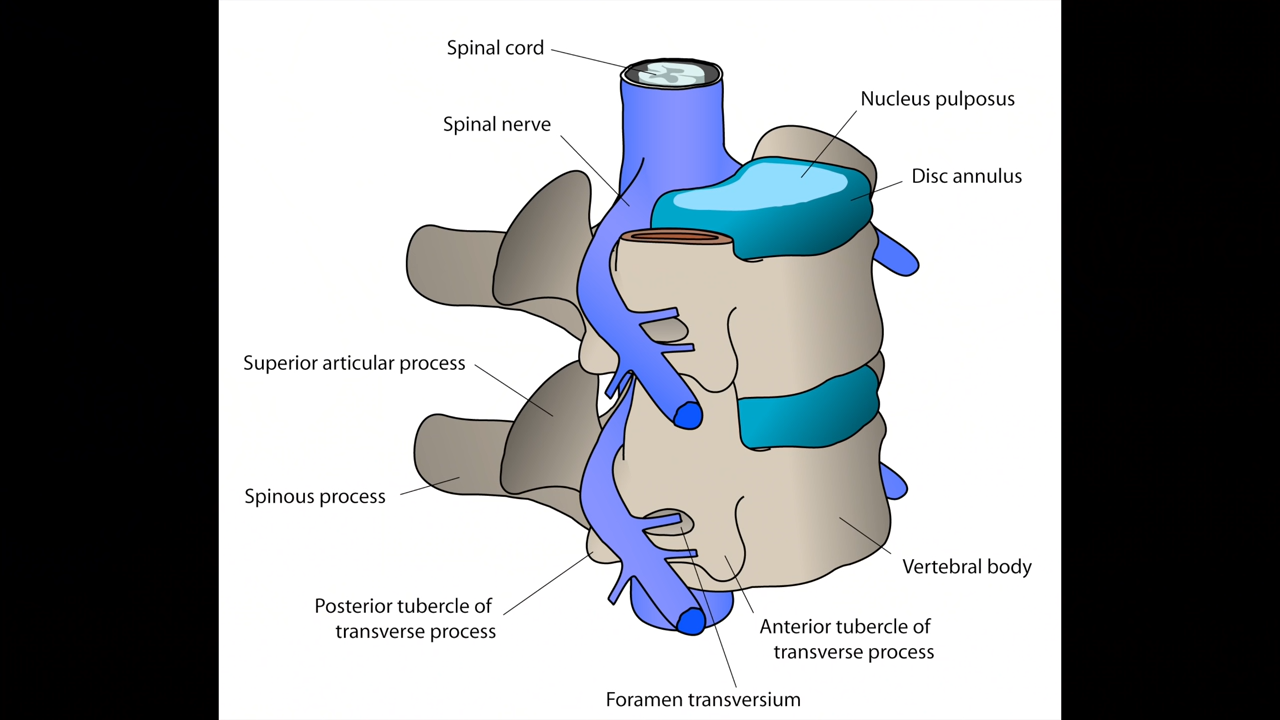 Spinal cord
Nucleus pulposus
Spinal nerve
Disc annulus
Superior articular process
Spinous process
Vertebral body
Posterior tubercle of
transverse process
Anterior tubercle of
transverse process
Foramen transversium